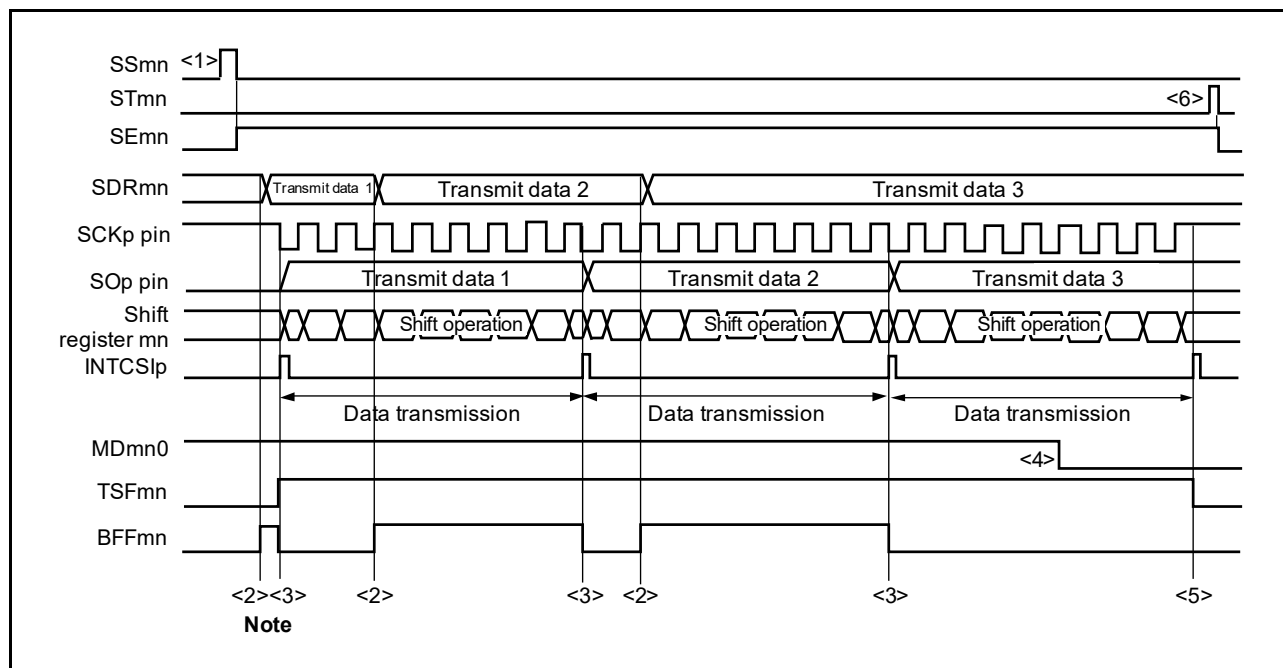 SSmn <1>
STmn <6>
SEmn
SDRmn Transmit data 1 Transmit data 2 Transmit data 3
SCKp pin
SOp pin Transmit data 1 Transmit data 2 Transmit data 3
Shift
register mn Shift operation Shift operation Shift operation
INTCSIp
Data transmission Data transmission Data transmission
MDmn0 <4>
TSFmn
BFFmn
<2> <3> <2> <3> <2> <3> <5>
Note